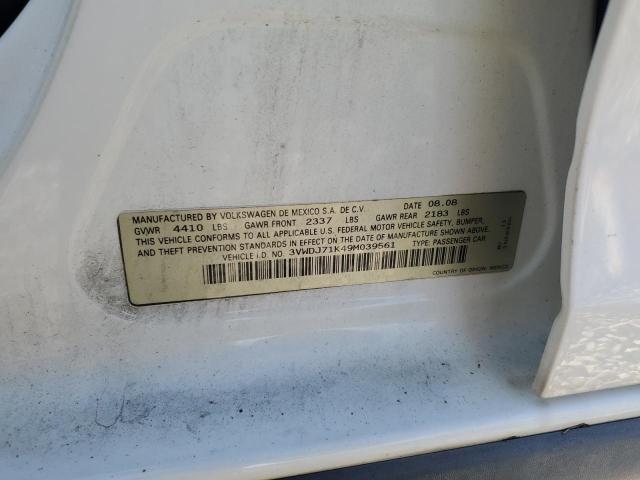 MANUFACTURED BY VOLKSWAGEN DE MEXICO S.A. DE C.V. DATE 08.08
GVWR 4410 LBS GAWR FRONT 2337 LBS GAWR REAR 2183 LBS
THIS VEHICLE CONFORMS TO ALL APPLICABLE U.S. FEDERAL MOTOR VEHICLE SAFETY, BUMPER,
AND THEFT PREVENTION STANDARDS IN EFFECT ON THE DATE OF MANUFACTURE SHOWN ABOVE.
VEHICLE I.D. NO. 3VWDJ71K49M039561 TYPE: PASSENGER CAR
COUNTRY OF ORIGIN: MEXICO